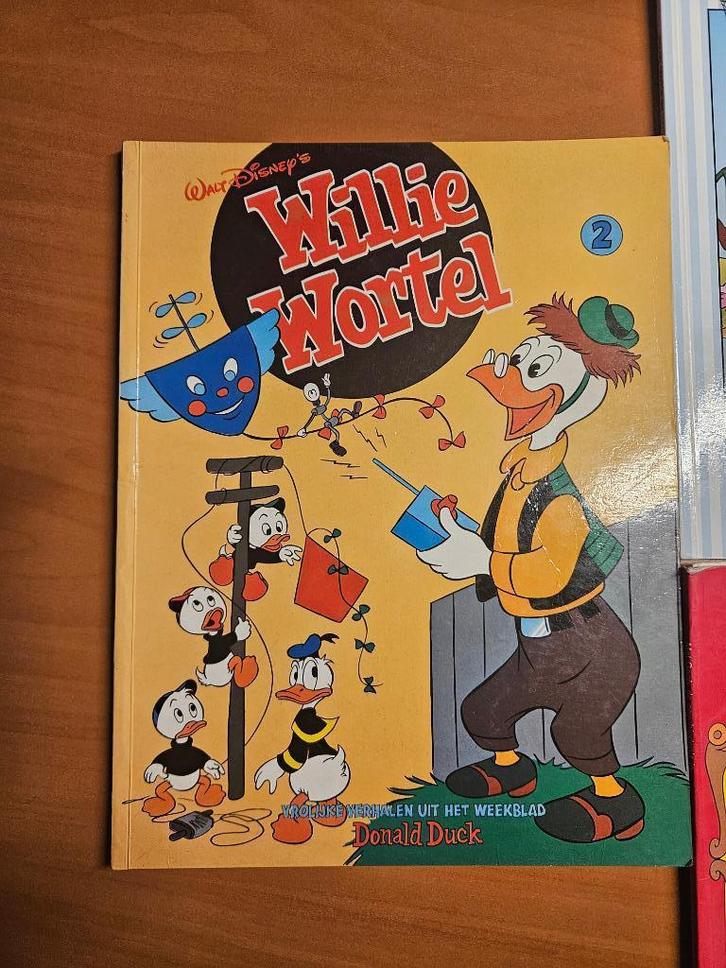 Walt Disney's
Willie
Wortel
2
VROLIJKE VERHALEN UIT HET WEEKBLAD
Donald Duck